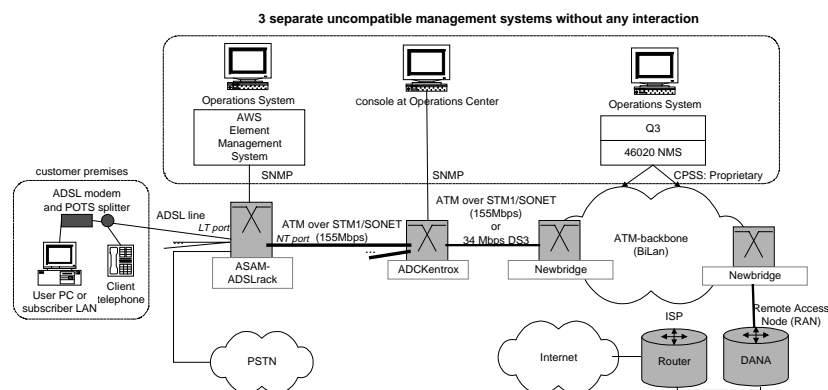 3 separate uncompatible management systems without any interaction
Operations System
AWS
Element
Management
System
SNMP
console at Operations Center
SNMP
Operations System
Q3
46020 NMS
CPSS: Proprietary
customer premises
ADSL modem
and POTS splitter
User PC or
subscriber LAN
Client
telephone
ADSL line
LT port
...
NT port
ASAM-
ADSLrack
ATM over STM1/SONET
(155Mbps)
...
ADCKentrox
ATM over STM1/SONET
(155Mbps)
or
34 Mbps DS3
Newbridge
ATM-backbone
(BiLan)
Newbridge
Remote Access
Node (RAN)
PSTN
Internet
ISP
Router
DANA